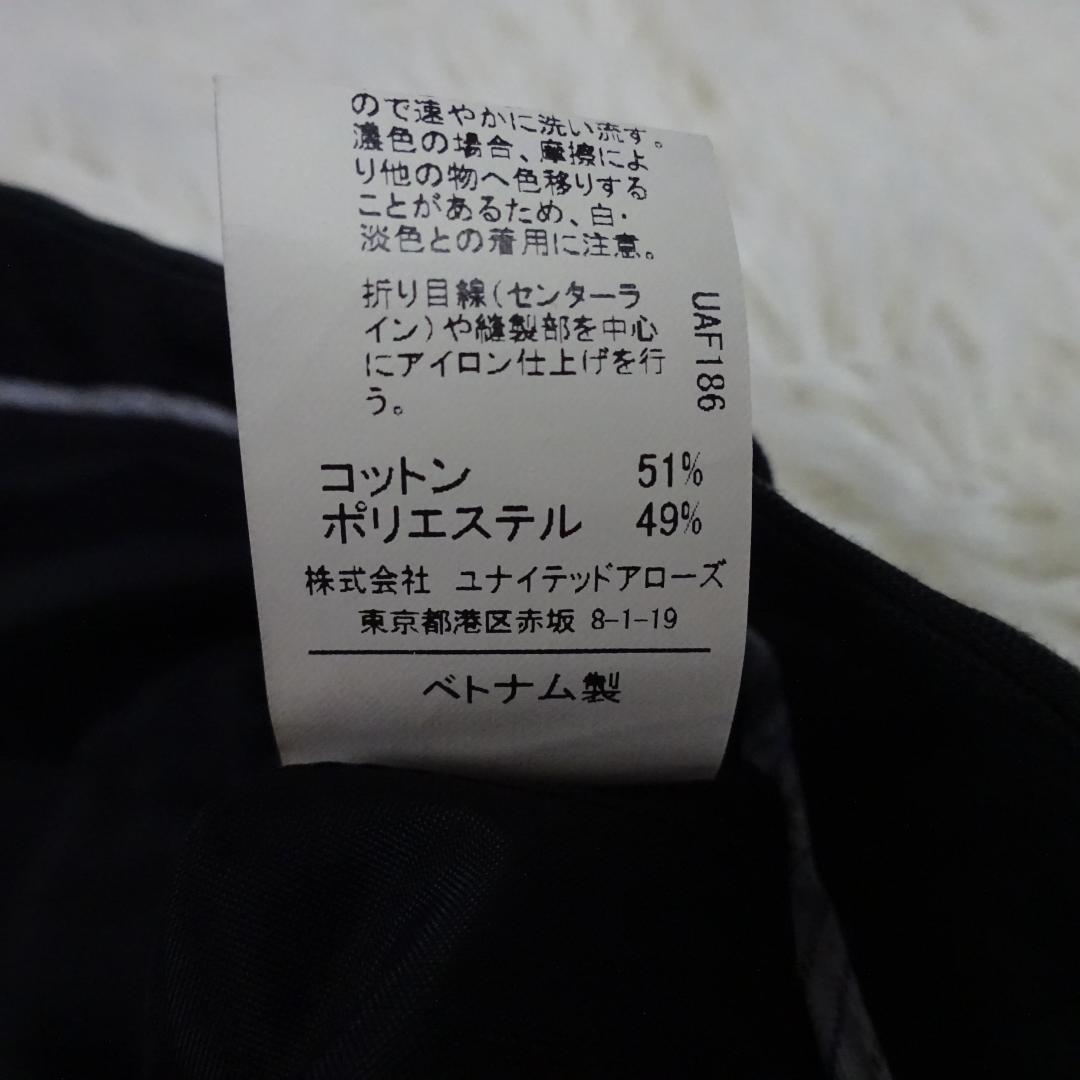 ので速やかに洗い流す。
濃色の場合、摩擦によ
り他の物へ色移りする
ことがあるため、白・
淡色との着用に注意。
折り目線(センターラ
イン)や縫製部を中心
にアイロン仕上げを行
う。
UAF186
コットン 51%
ポリエステル 49%
株式会社 ユナイテッドアローズ
東京都港区赤坂 8-1-19
ベトナム製